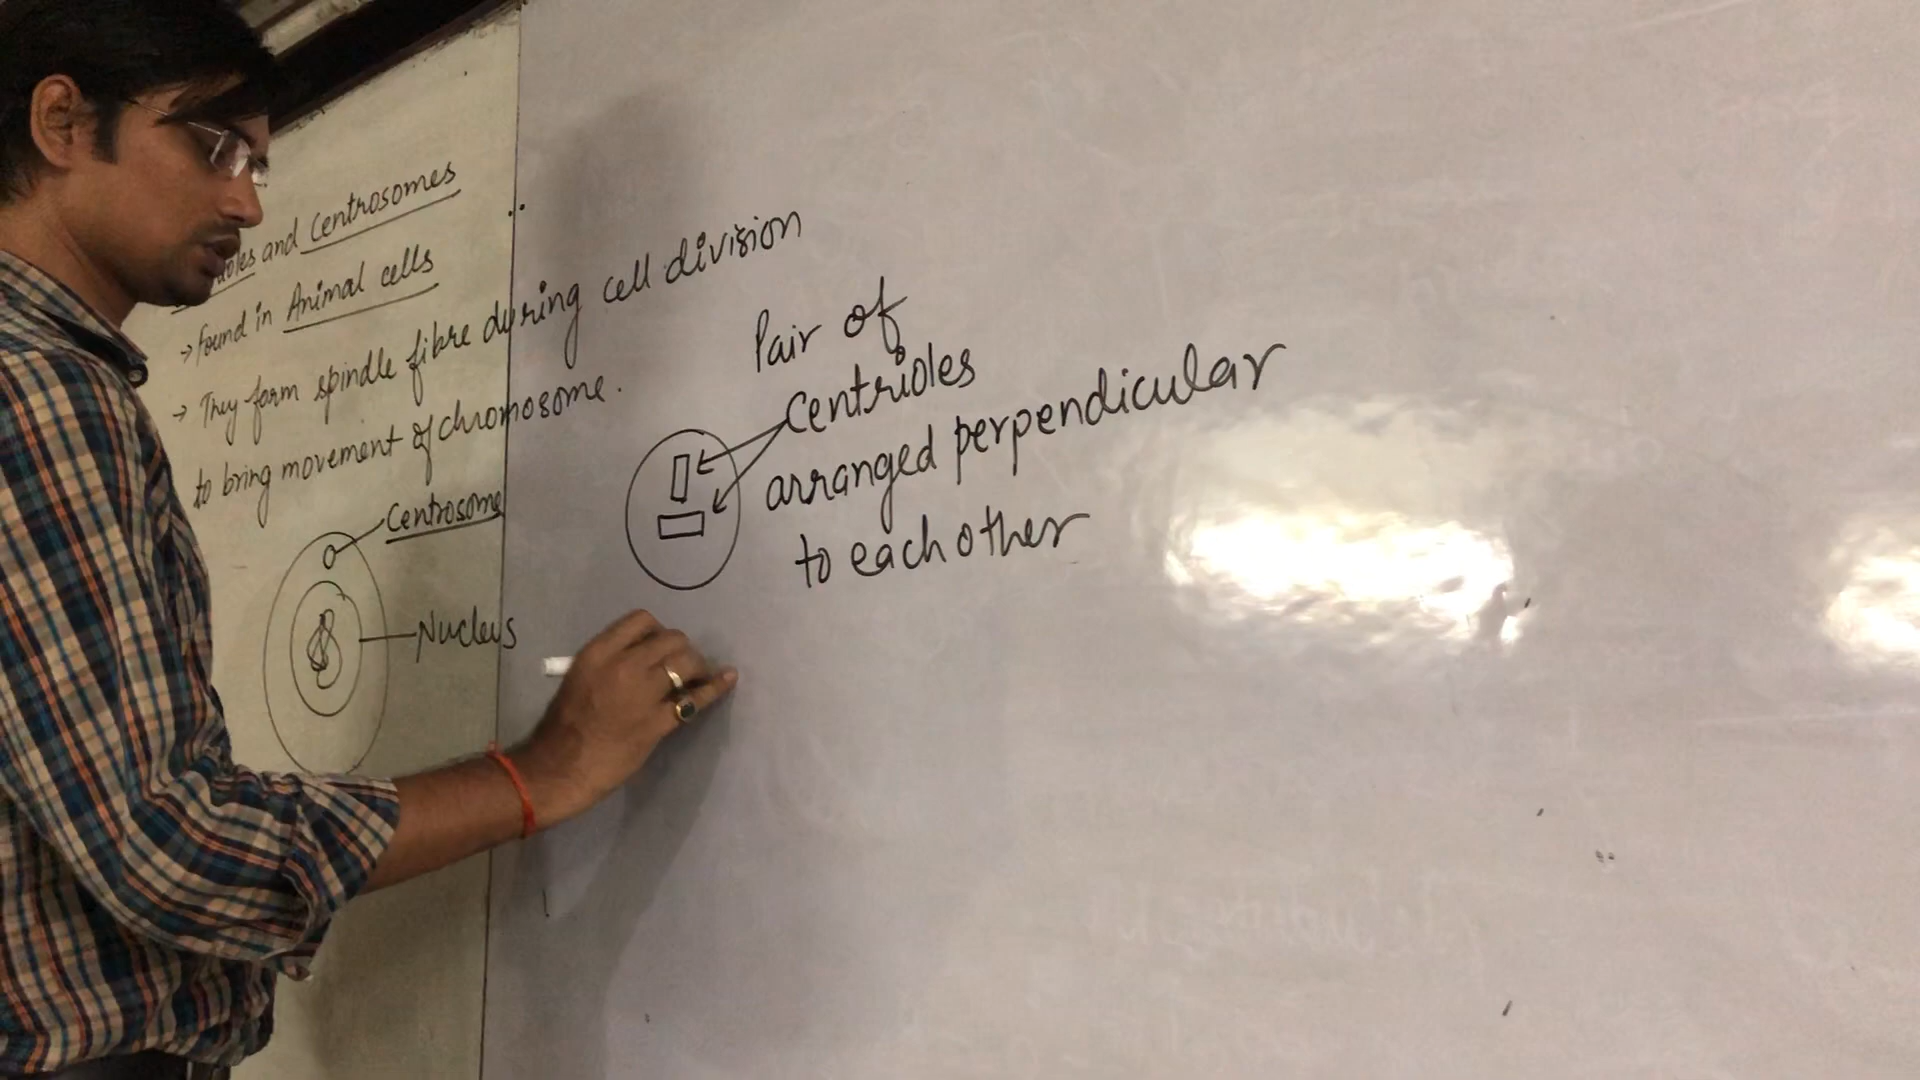 and Centrosomes
→ found in Animal cells
→ They form spindle fibre during cell division
to bring movement of chromosome.
Centrosome
Nucleus
Pair of
Centrioles
arranged perpendicular
to each other